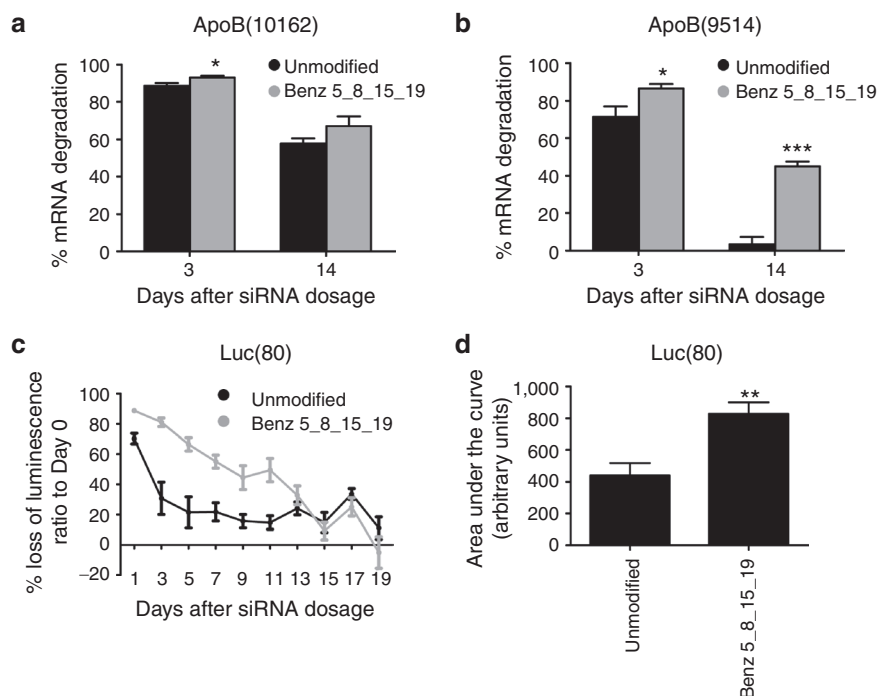 a
ApoB(10162)
% mRNA degradation
100
80
60
40
20
0
*
Unmodified
Benz 5_8_15_19
3
14
Days after siRNA dosage
b
ApoB(9514)
% mRNA degradation
100
80
60
40
20
0
*
***
Unmodified
Benz 5_8_15_19
3
14
Days after siRNA dosage
c
Luc(80)
% loss of luminescence
ratio to Day 0
100
80
60
40
20
0
−20
Unmodified
Benz 5_8_15_19
1 3 5 7 9 11 13 15 17 19
Days after siRNA dosage
d
Luc(80)
Area under the curve
(arbitrary units)
1,000
800
600
400
200
0
**
Unmodified
Benz 5_8_15_19